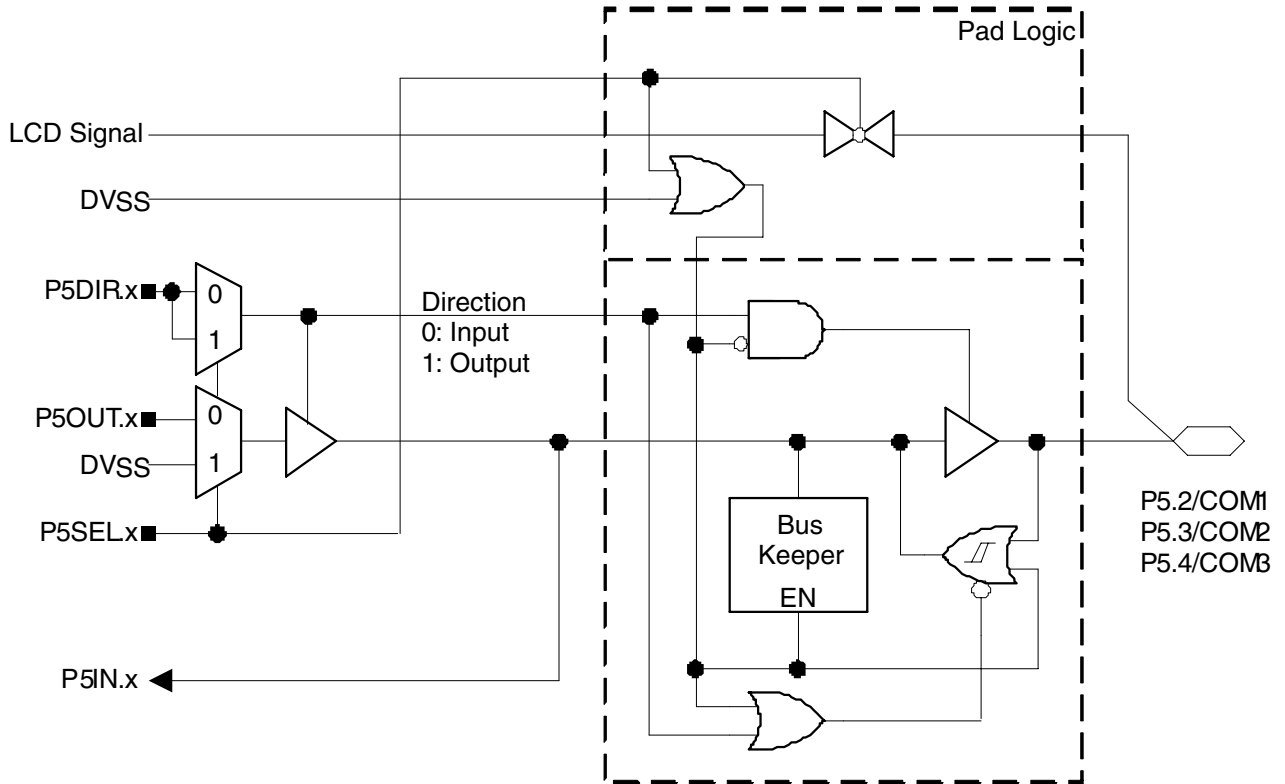 Pad Logic
LCD Signal
DVSS
P5DIR.x
0
1
Direction
0: Input
1: Output
P5OUT.x
0
DVSS
1
P5SEL.x
Bus
Keeper
EN
P5.2/COM1
P5.3/COM2
P5.4/COM3
P5IN.x